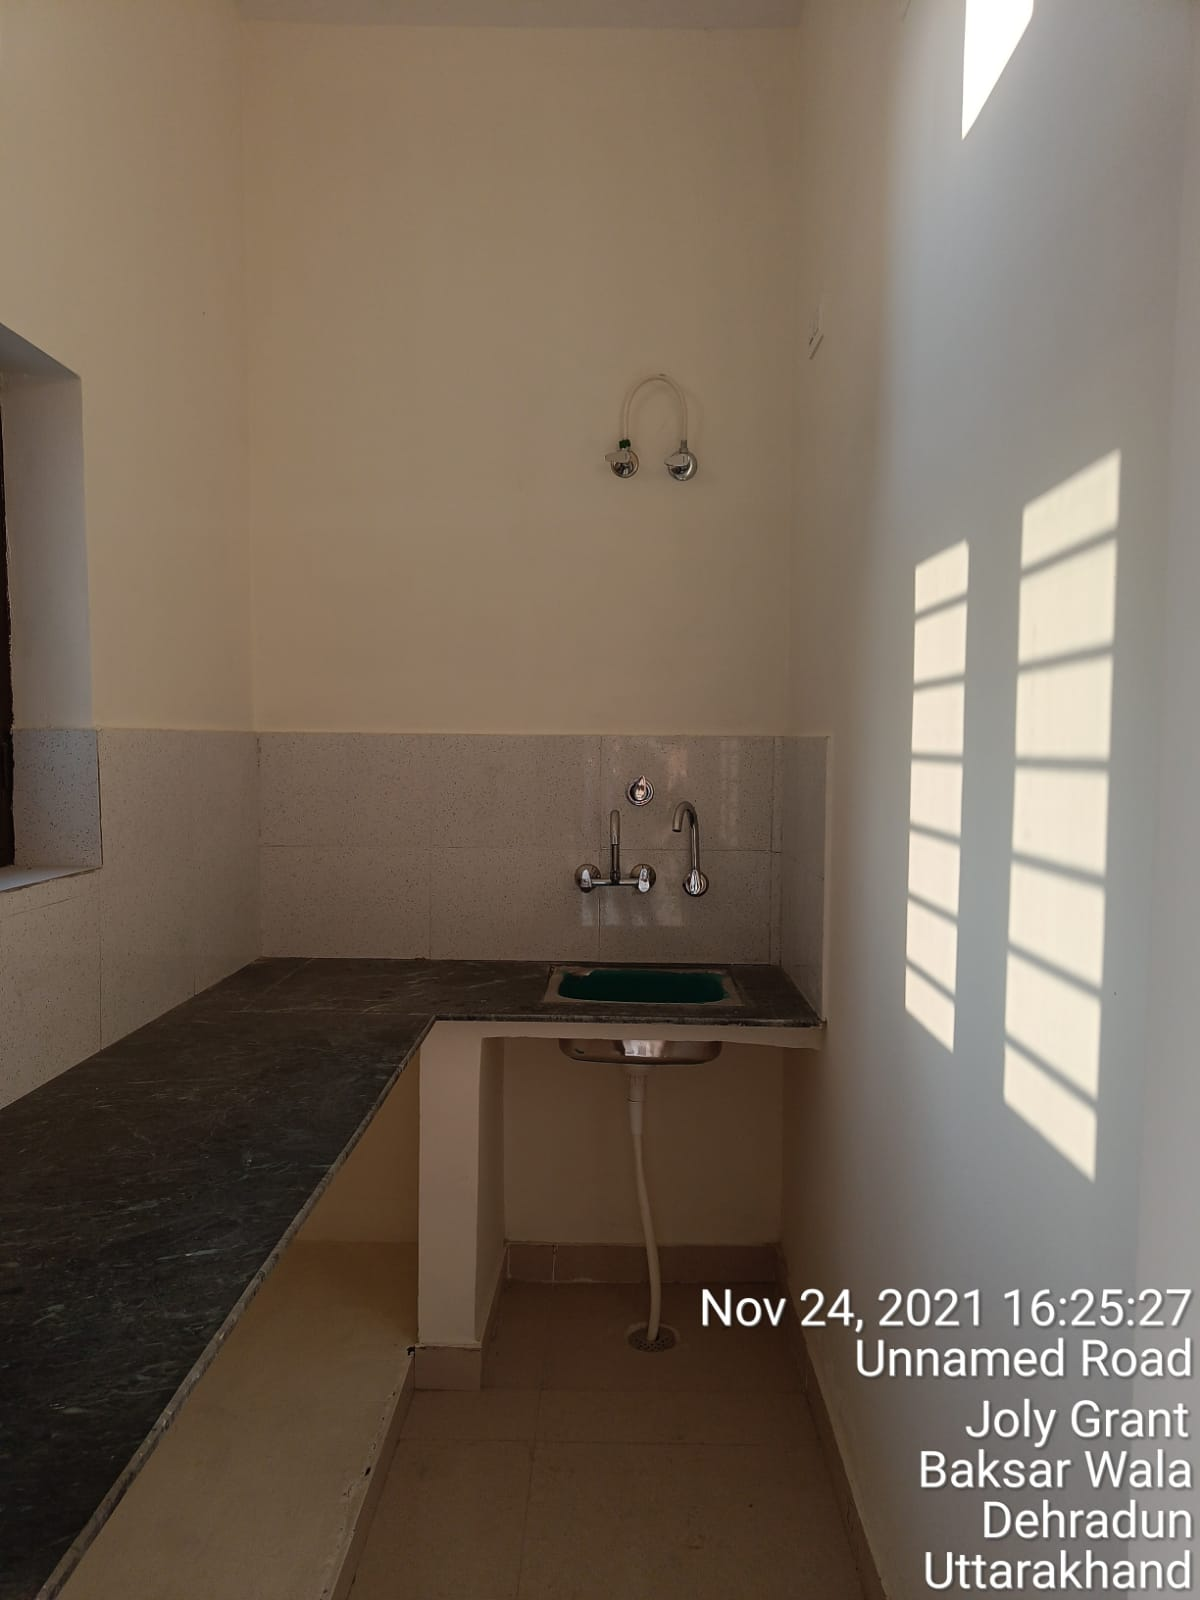 Nov 24, 2021 16:25:27
Unnamed Road
Joly Grant
Baksar Wala
Dehradun
Uttarakhand